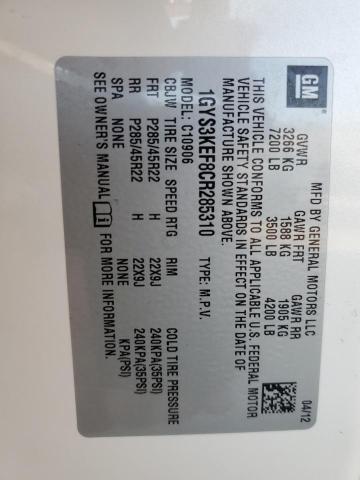 GM
MFD BY GENERAL MOTORS LLC 04/12
GVWR GAWR FRT GAWR RR
3266 KG 1588 KG 1905 KG
7200 LB 3500 LB 4200 LB
THIS VEHICLE CONFORMS TO ALL APPLICABLE U.S. FEDERAL MOTOR
VEHICLE SAFETY STANDARDS IN EFFECT ON THE DATE OF
MANUFACTURE SHOWN ABOVE.
1GYS3KEF8CR285310 TYPE: M.P.V.
MODEL: C10906
CBJW TIRE SIZE SPEED RTG RIM COLD TIRE PRESSURE
FRT P285/45R22 H 22X9J 240KPA(35PSI)
RR P285/45R22 H 22X9J 240KPA(35PSI)
SPA NONE NONE KPA(PSI)
SEE OWNER'S MANUAL FOR MORE INFORMATION.